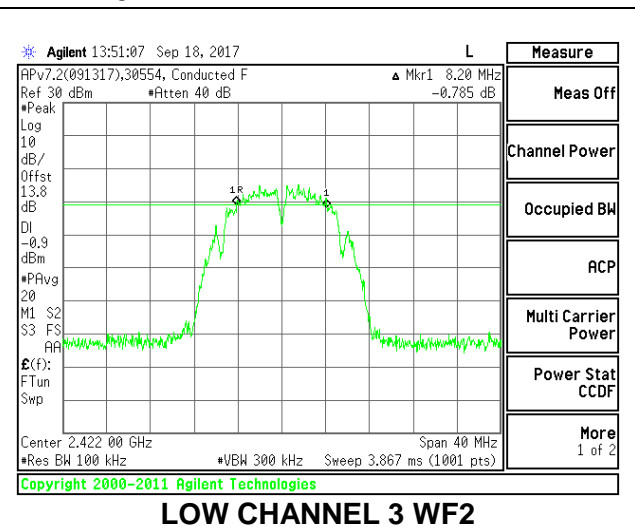 Agilent 13:51:07 Sep 18, 2017 L
APv7.2(091317),30554, Conducted F
Δ Mkr1 8.20 MHz
Ref 30 dBm #Atten 40 dB -0.785 dB
#Peak
Log
10
dB/
Offst
13.8
dB
DI
-0.9
dBm
#PAvg
20
M1 S2
S3 FS
AA
£(f):
FTun
Swp
1R
1
Center 2.422 00 GHz Span 40 MHz
#Res BW 100 kHz #VBW 300 kHz Sweep 3.867 ms (1001 pts)
Copyright 2000-2011 Agilent Technologies
Measure
Meas Off
Channel Power
Occupied BW
ACP
Multi Carrier
Power
Power Stat
CCDF
More
1 of 2
LOW CHANNEL 3 WF2